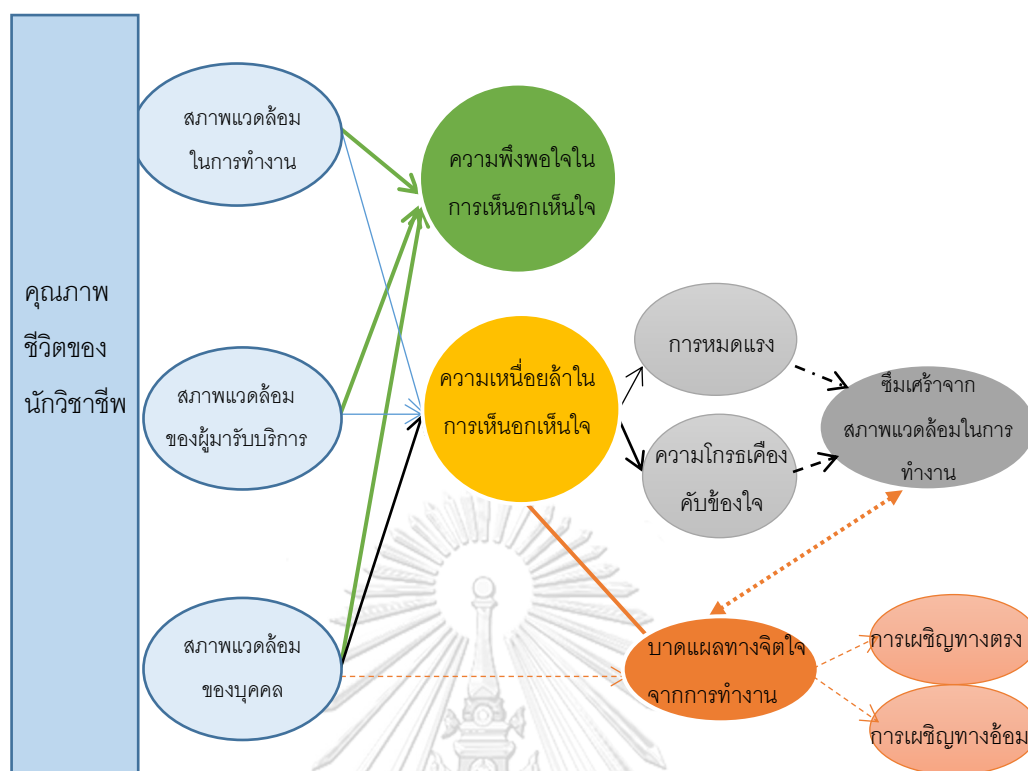 คุณภาพ
ชีวิตของ
นักวิชาชีพ
สภาพแวดล้อม
ในการทำงาน
สภาพแวดล้อม
ของผู้มารับบริการ
สภาพแวดล้อม
ของบุคคล
ความพึงพอใจใน
การเห็นอกเห็นใจ
ความเหนื่อยล้าใน
การเห็นอกเห็นใจ
การหมดแรง
ความโกรธเคือง
คับข้องใจ
ซึมเศร้าจาก
สภาพแวดล้อมในการ
ทำงาน
บาดแผลทางจิตใจ
จากการทำงาน
การเผชิญทางตรง
การเผชิญทางอ้อม